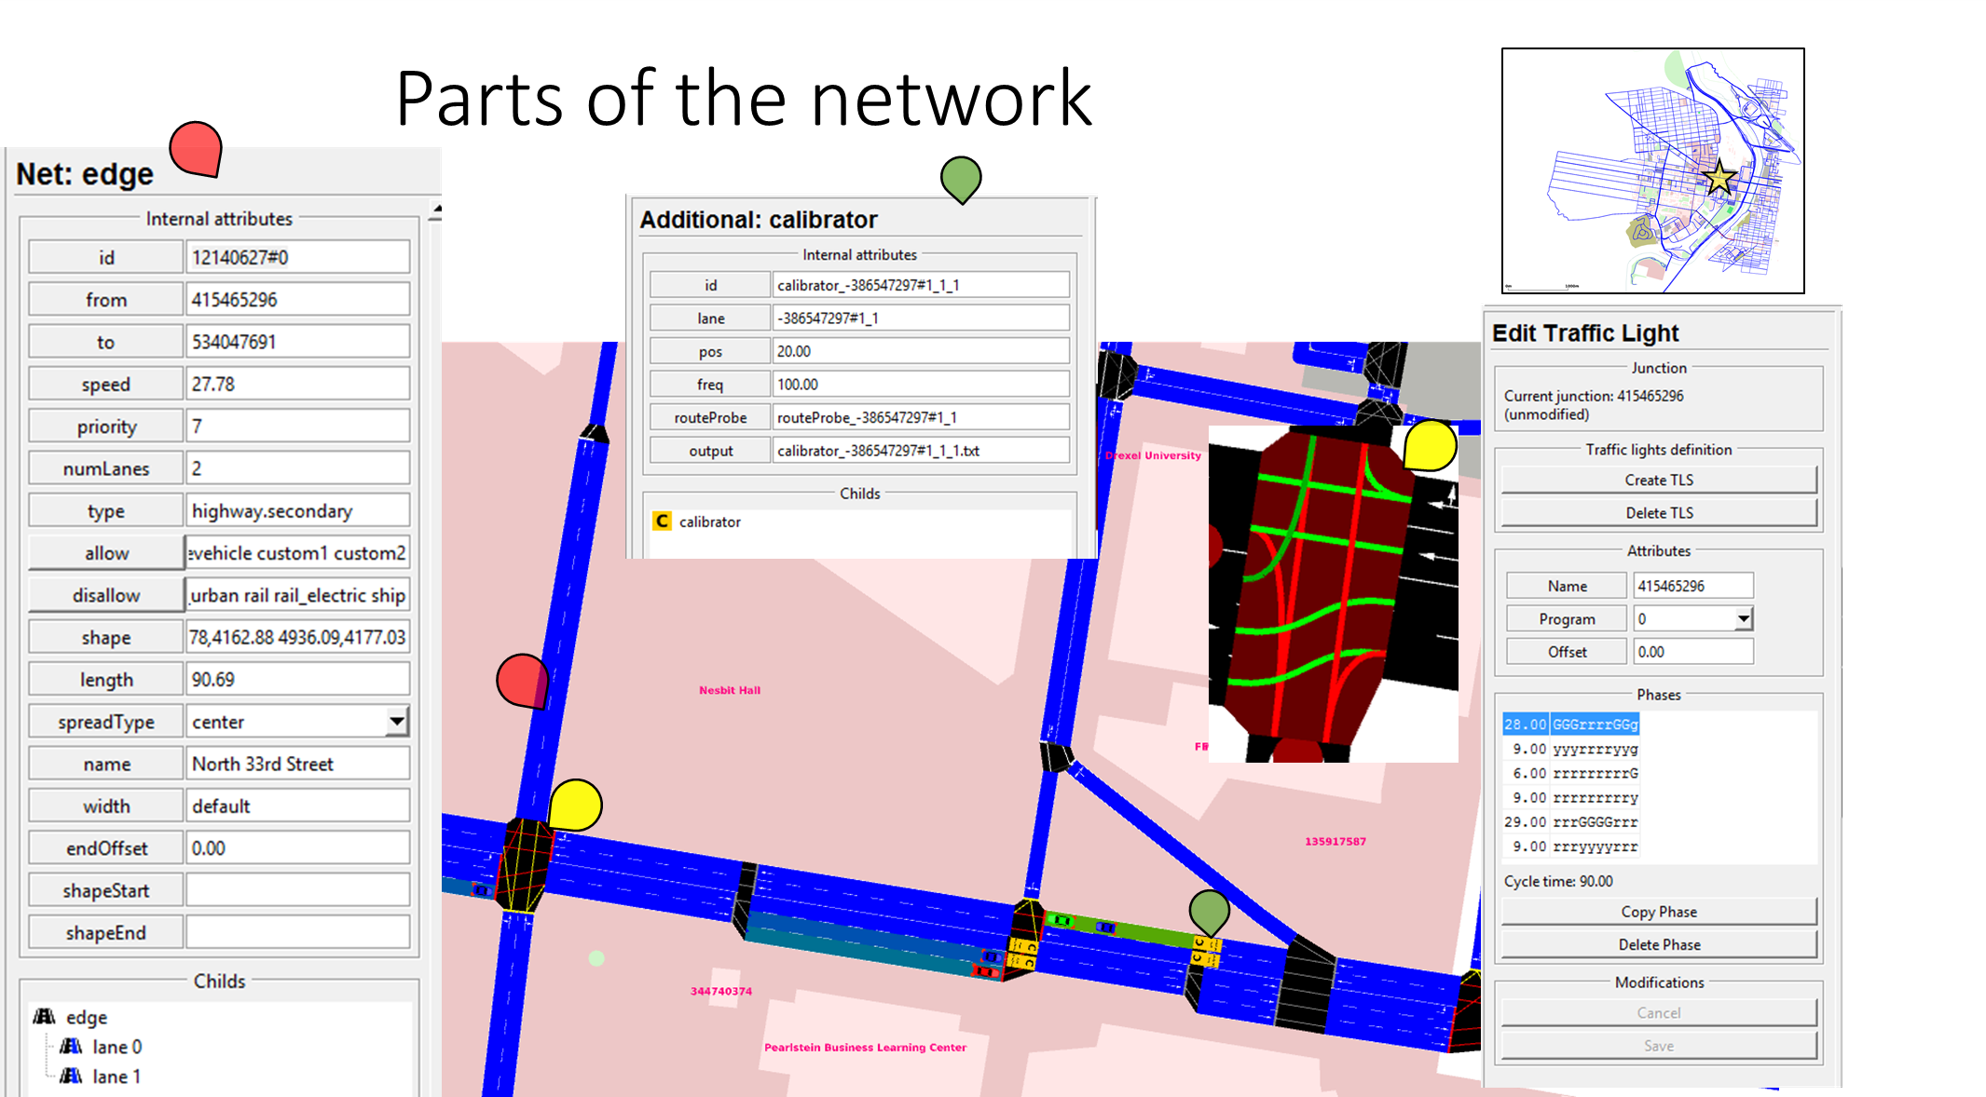 Parts of the network
Net: edge
Internal attributes
id 12140627#0
from 415465296
to 534047691
speed 27.78
priority 7
numLanes 2
type highway.secondary
allow evehicle custom1 custom2
disallow _urban rail rail_electric ship
shape 78,4162.88 4936.09,4177.03
length 90.69
spreadType center
name North 33rd Street
width default
endOffset 0.00
shapeStart
shapeEnd
Childs
edge
lane 0
lane 1
Additional: calibrator
Internal attributes
id calibrator_-386547297#1_1_1
lane -386547297#1_1
pos 20.00
freq 100.00
routeProbe routeProbe_-386547297#1_1
output calibrator_-386547297#1_1_1.txt
Childs
C calibrator
Drexel University
Nesbit Hall
135917587
344740374
Pearlstein Business Learning Center
C
C
C
C
Edit Traffic Light
Junction
Current junction: 415465296
(unmodified)
Traffic lights definition
Create TLS
Delete TLS
Attributes
Name 415465296
Program 0
Offset 0.00
Phases
28.00 GGGrrrrGGg
9.00 yyyrrrryyg
6.00 rrrrrrrrrG
9.00 rrrrrrrrry
29.00 rrrGGGGrrr
9.00 rrryyyyrrr
Cycle time: 90.00
Copy Phase
Delete Phase
Modifications
Cancel
Save